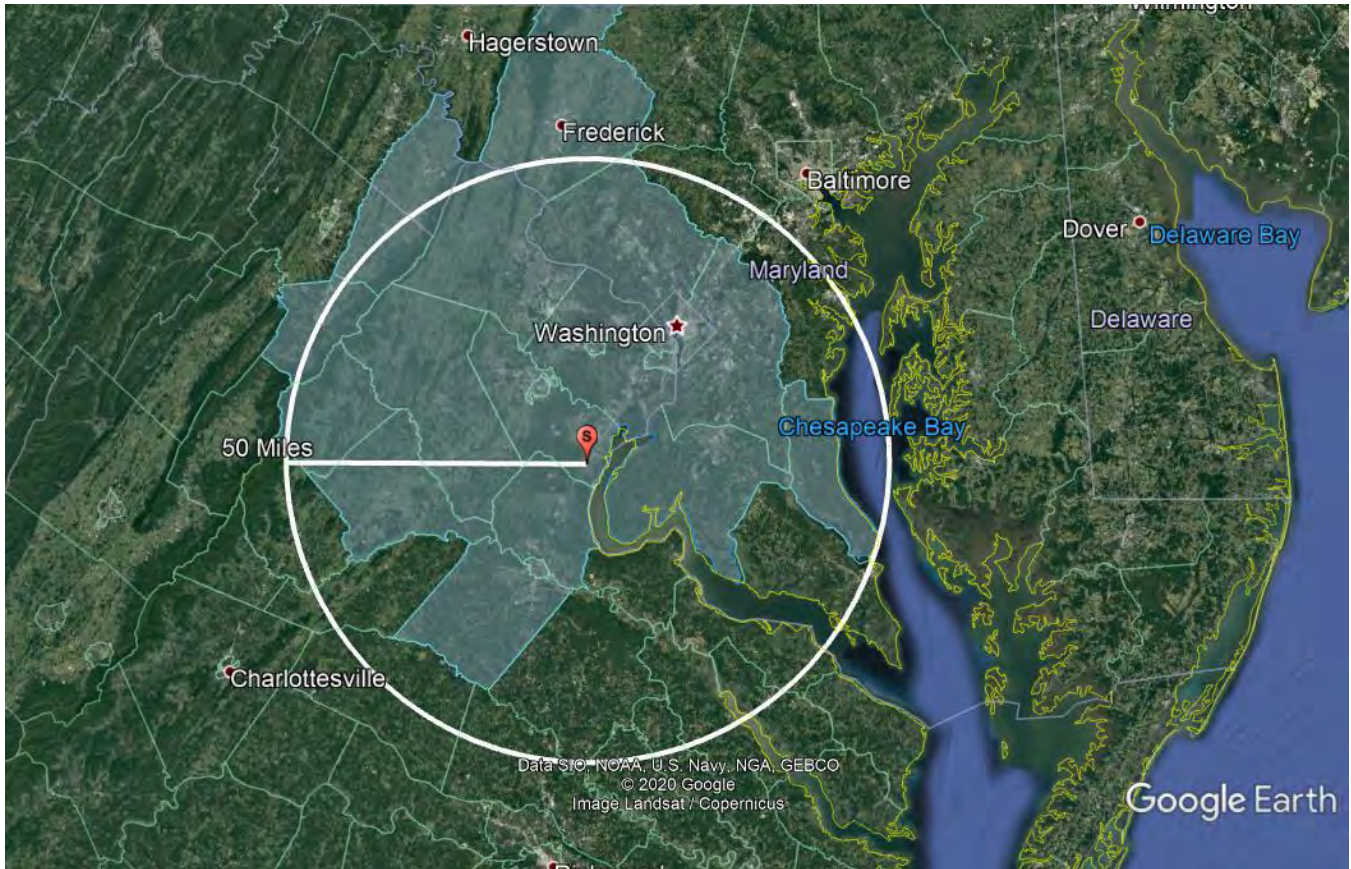 Wilmington
Hagerstown
Frederick
Baltimore
Dover
Delaware Bay
Maryland
Delaware
Washington
Chesapeake Bay
50 Miles
S
Charlottesville
Data SIO, NOAA, U.S. Navy, NGA, GEBCO
© 2020 Google
Image Landsat / Copernicus
Google Earth